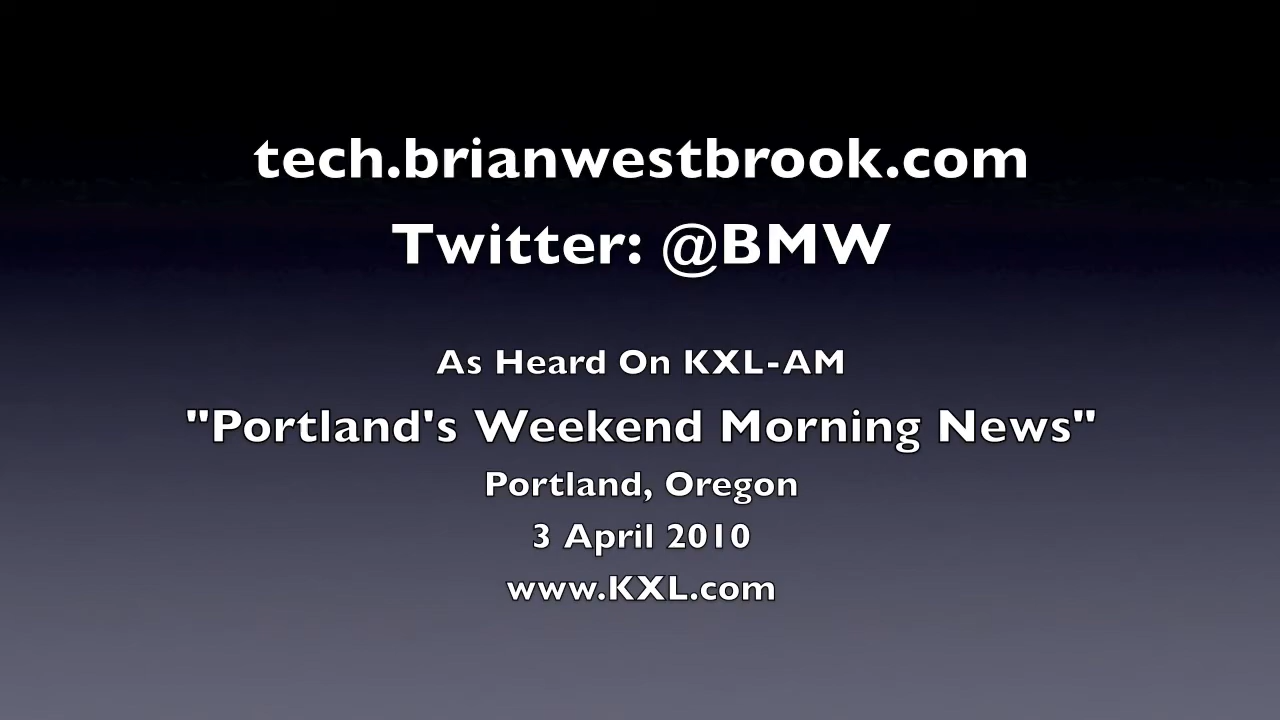 tech.brianwestbrook.com
Twitter: @BMW
As Heard On KXL-AM
"Portland's Weekend Morning News"
Portland, Oregon
3 April 2010
www.KXL.com